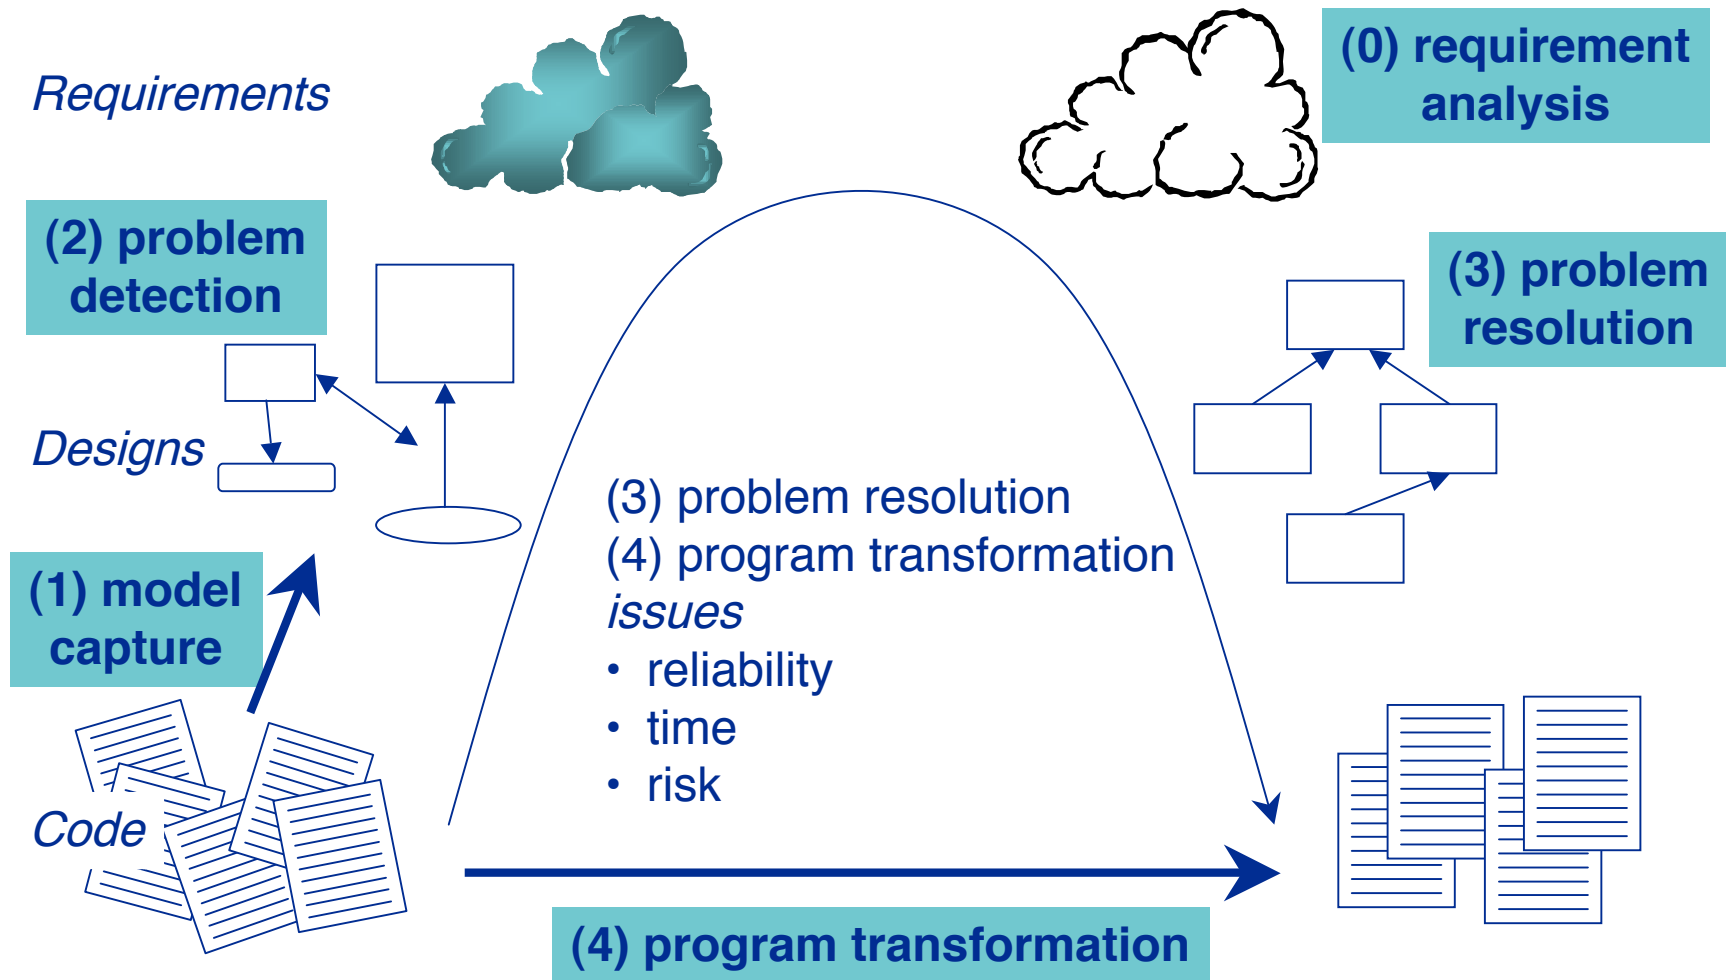 (0) requirement
analysis
Requirements
(2) problem
detection
(3) problem
resolution
Designs
(3) problem resolution
(4) program transformation
issues
• reliability
• time
• risk
(1) model
capture
Code
(4) program transformation